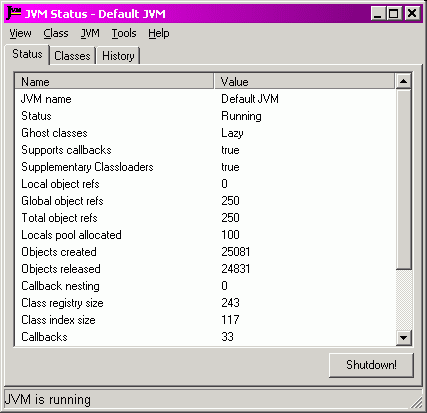 JVM Status - Default JVM
View Class JVM Tools Help
Status Classes History
Name Value
JVM name Default JVM
Status Running
Ghost classes Lazy
Supports callbacks true
Supplementary Classloaders true
Local object refs 0
Global object refs 250
Total object refs 250
Locals pool allocated 100
Objects created 25081
Objects released 24831
Callback nesting 0
Class registry size 243
Class index size 117
Callbacks 33
Shutdown!
JVM is running